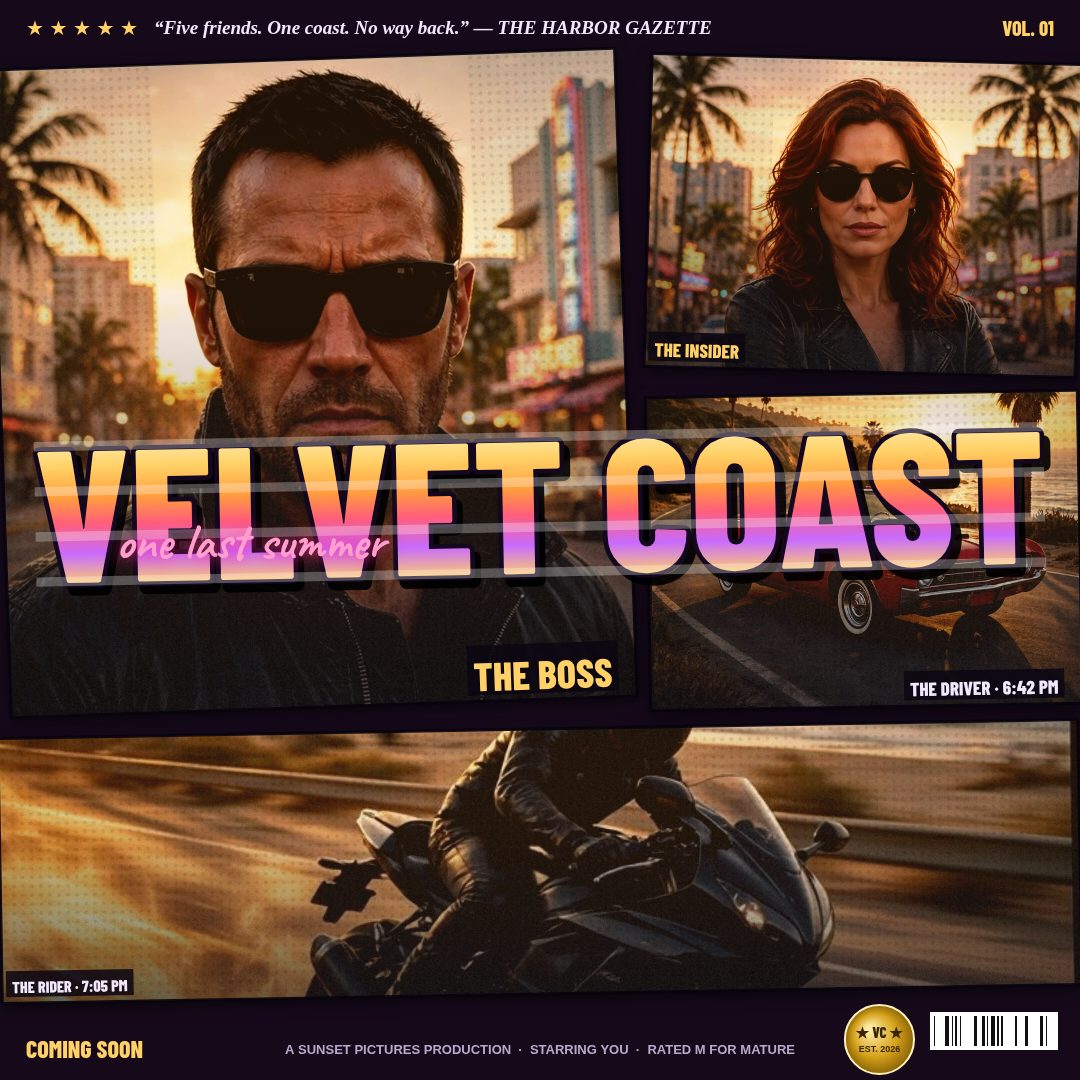 ★ ★ ★ ★ ★ “Five friends. One coast. No way back.” — THE HARBOR GAZETTE
VOL. 01
THE INSIDER
VELVET COAST
one last summer
THE BOSS
THE DRIVER · 6:42 PM
THE RIDER · 7:05 PM
COMING SOON
A SUNSET PICTURES PRODUCTION · STARRING YOU · RATED M FOR MATURE
★ VC ★
EST. 2026